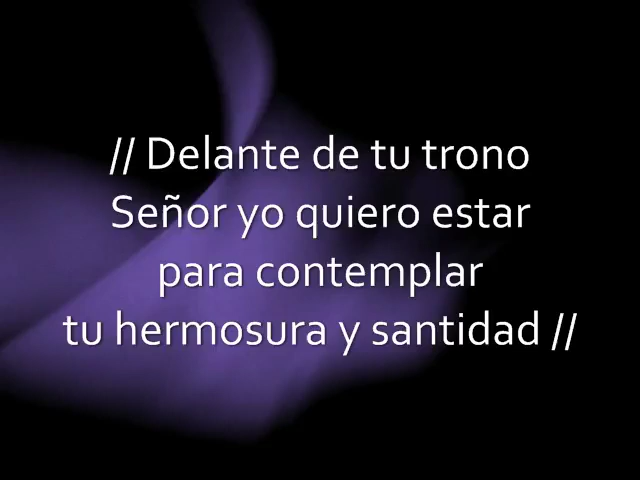 // Delante de tu trono
Señor yo quiero estar
para contemplar
tu hermosura y santidad //